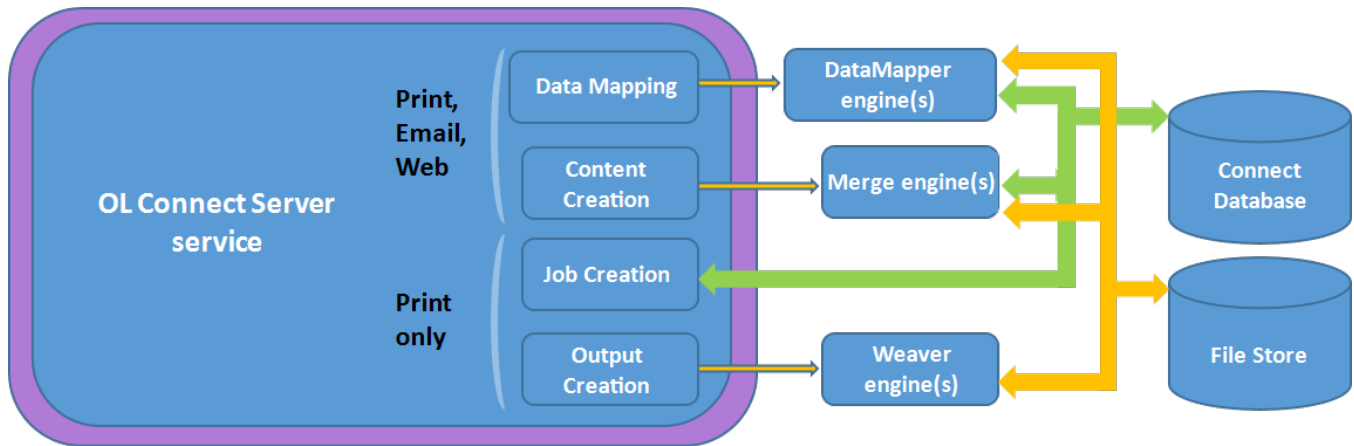 OL Connect Server
service
Print,
Email,
Web
Print
only
Data Mapping
Content
Creation
Job Creation
Output
Creation
DataMapper
engine(s)
Merge engine(s)
Weaver
engine(s)
Connect
Database
File Store